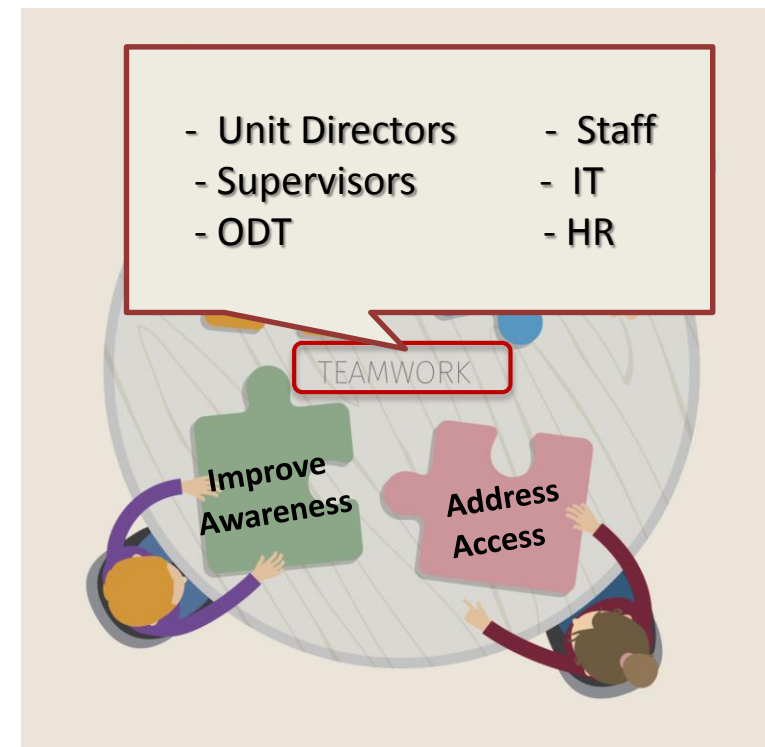 - Unit Directors
- Supervisors
- ODT
- Staff
- IT
- HR
TEAMWORK
Improve
Awareness
Address
Access